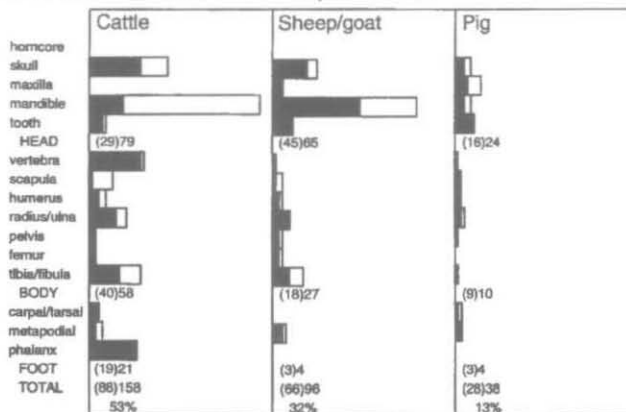 Cattle Sheep/goat Pig
horncore
skull
maxilla
mandible
tooth
HEAD (29)79 (45)65 (16)24
vertebra
scapula
humerus
radius/ulna
pelvis
femur
tibia/fibula
BODY (40)58 (18)27 (9)10
carpal/tarsal
metapodial
phalanx
FOOT (19)21 (3)4 (3)4
TOTAL (88)158 (66)96 (28)38
53% 32% 13%